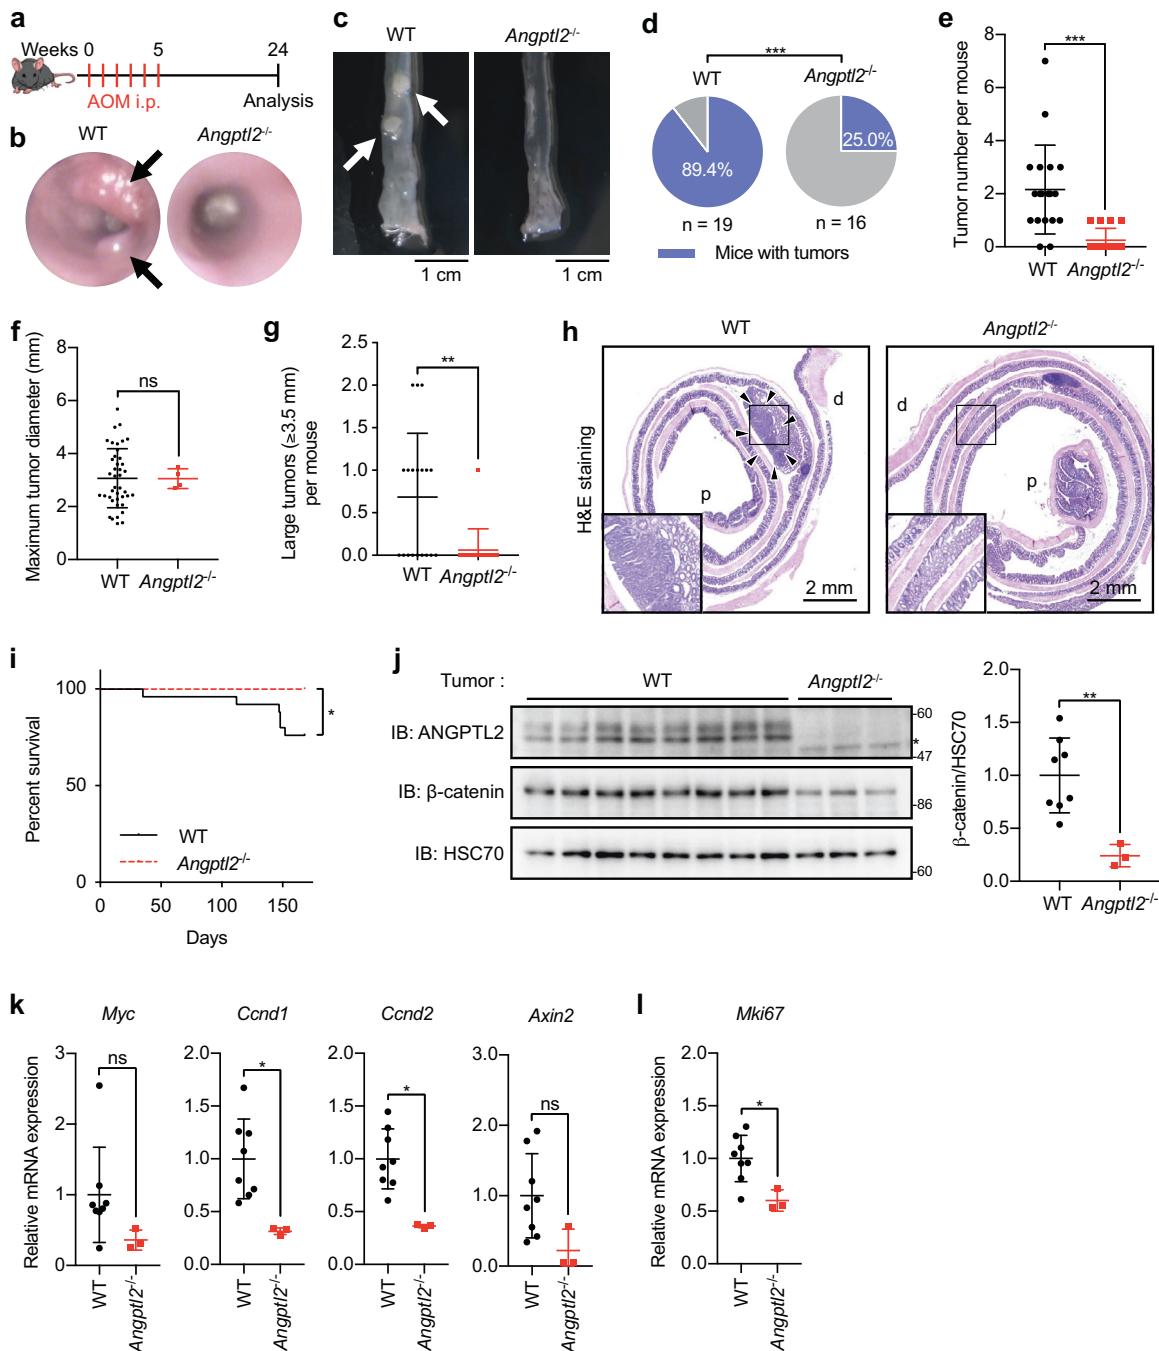 a
Weeks 0 5 24
AOM i.p. Analysis
b
WT Angptl2-/-
c
WT Angptl2-/-
1 cm 1 cm
d
***
WT Angptl2-/-
89.4% 25.0%
n = 19 n = 16
Mice with tumors
e
Tumor number per mouse
8
6
4
2
0
***
WT Angptl2-/-
f
Maximum tumor diameter (mm)
8
6
4
2
0
ns
WT Angptl2-/-
g
Large tumors (≥3.5 mm)
per mouse
2.5
2.0
1.5
1.0
0.5
0.0
**
WT Angptl2-/-
h
WT Angptl2-/-
H&E staining
d
p
2 mm
d
p
2 mm
i
Percent survival
100
50
0
*
WT
Angptl2-/-
0 50 100 150
Days
j
Tumor : WT Angptl2-/-
IB: ANGPTL2
-60
*
-47
IB: β-catenin
-86
IB: HSC70
-60
β-catenin/HSC70
2.0
1.5
1.0
0.5
0.0
**
WT Angptl2-/-
k
Relative mRNA expression
Myc
3
2
1
0
ns
WT Angptl2-/-
Ccnd1
2.0
1.5
1.0
0.5
0.0
*
WT Angptl2-/-
Ccnd2
2.0
1.5
1.0
0.5
0.0
*
WT Angptl2-/-
Axin2
3.0
2.0
1.0
0.0
ns
WT Angptl2-/-
l
Mki67
Relative mRNA expression
2.0
1.5
1.0
0.5
0.0
*
WT Angptl2-/-